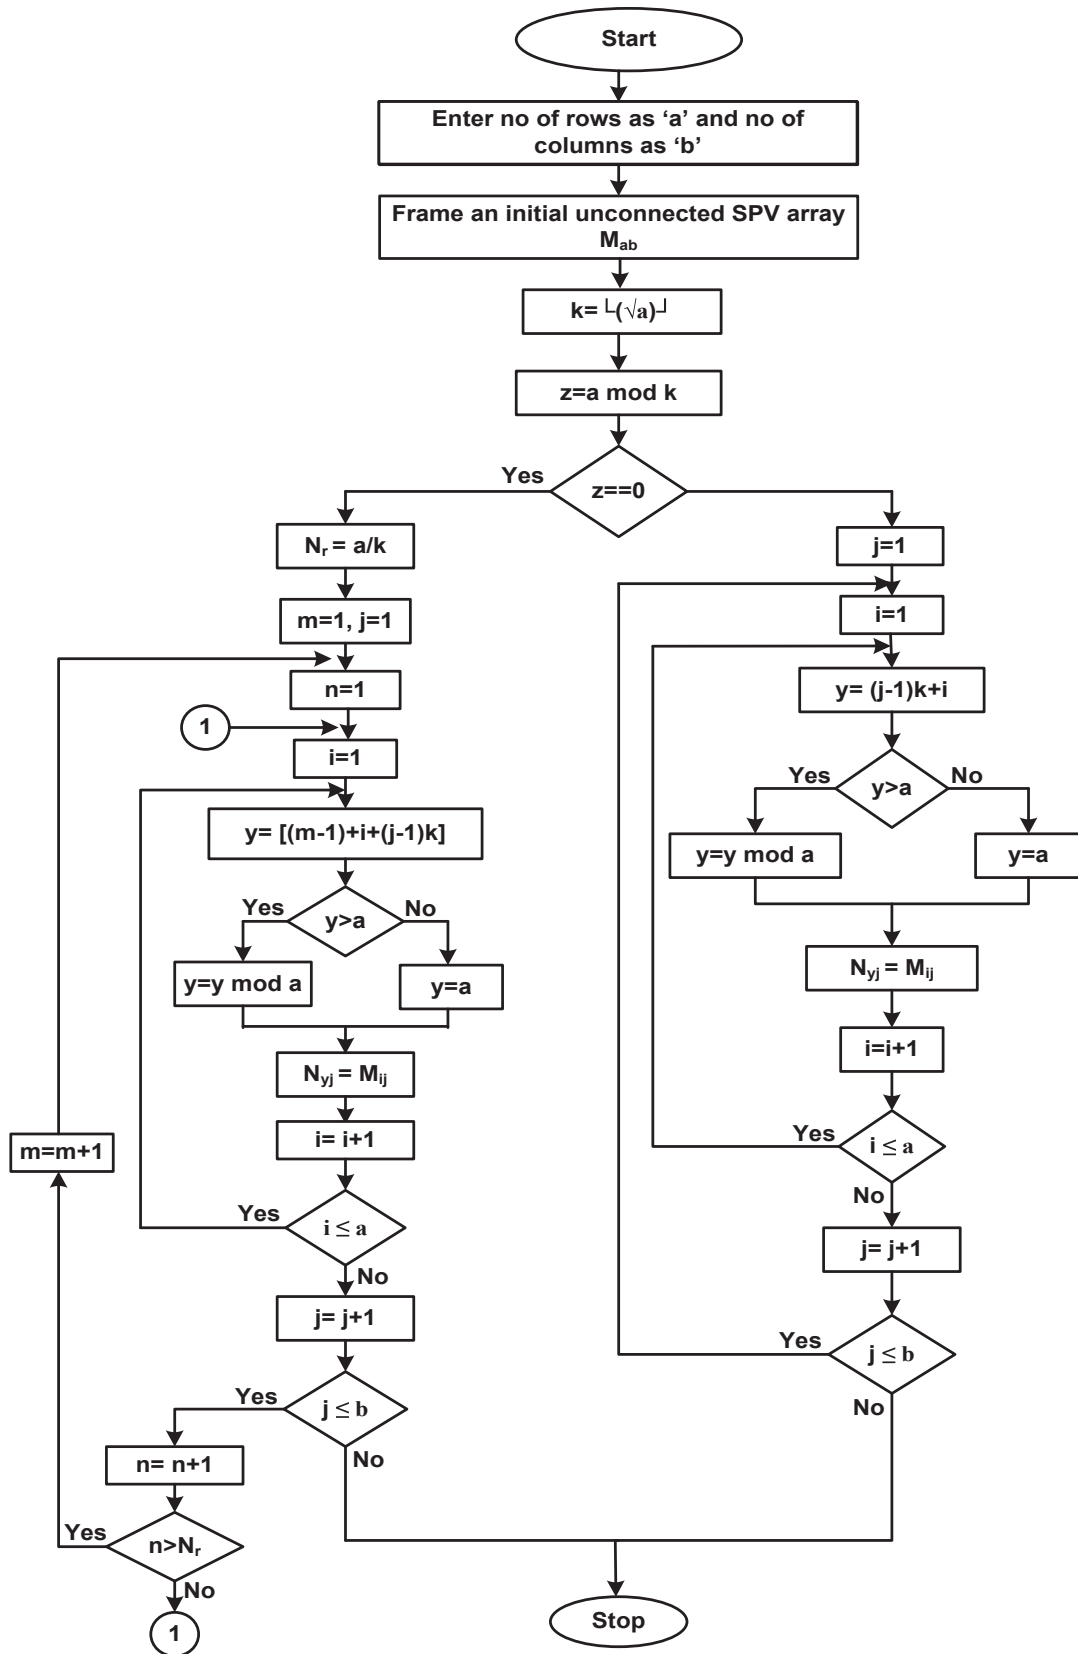 Start
Enter no of rows as ‘a’ and no of
columns as ‘b’
Frame an initial unconnected SPV array
Mab
k= └(√a)┘
z=a mod k
z==0
Yes
Nr = a/k
m=1, j=1
n=1
1
i=1
y= [(m-1)+i+(j-1)k]
y>a
Yes
No
y=y mod a
y=a
Nyj = Mij
i= i+1
i ≤ a
Yes
No
j= j+1
j ≤ b
Yes
No
n= n+1
n>Nr
Yes
No
1
m=m+1
j=1
i=1
y= (j-1)k+i
y>a
Yes
No
y=y mod a
y=a
Nyj = Mij
i=i+1
i ≤ a
Yes
No
j= j+1
j ≤ b
Yes
No
Stop